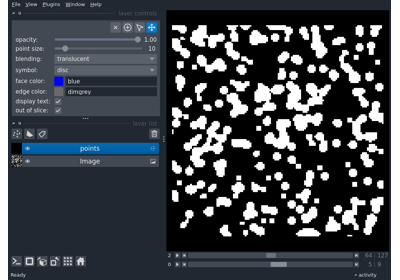 File View Plugins Window Help
layer controls
opacity: 1.00
point size: 10
blending: translucent
symbol: disc
face color: blue
edge color: dimgrey
display text:
out of slice:
layer list
points
Image
2 64 127
0 5 9
Ready activity